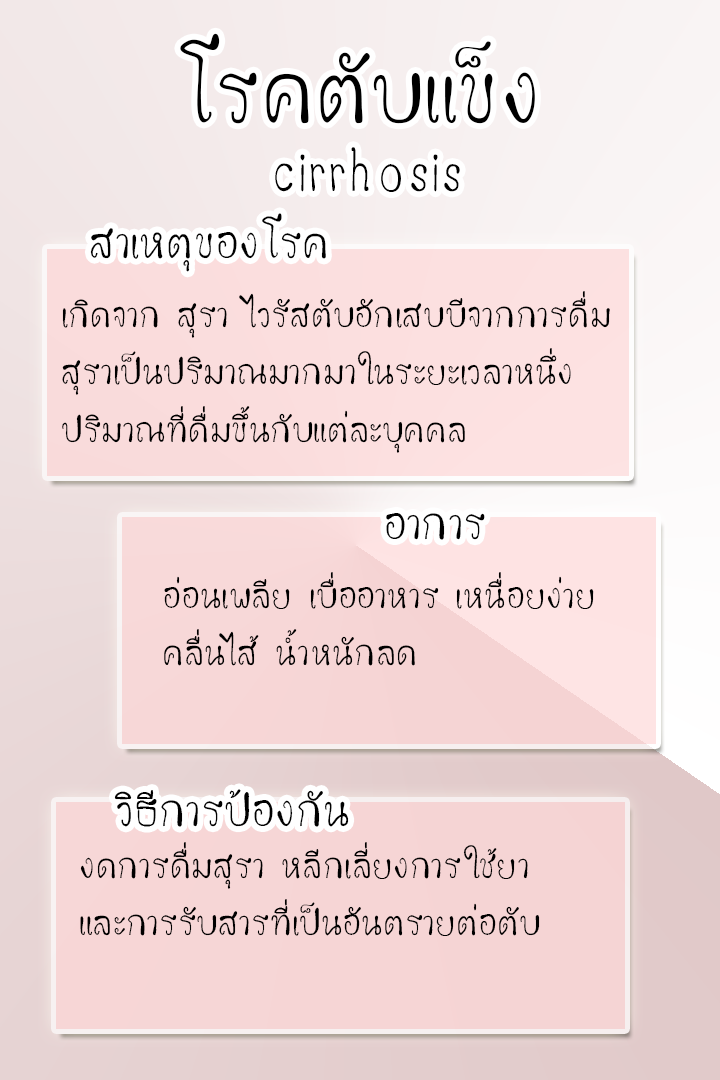 โรคตับแข็ง
cirrhosis
สาเหตุของโรค
เกิดจาก สุรา ไวรัสตับอักเสบบีจากการดื่ม
สุราเป็นปริมาณมากมาในระยะเวลาหนึ่ง
ปริมาณที่ดื่มขึ้นกับแต่ละบุคคล
อาการ
อ่อนเพลีย เบื่ออาหาร เหนื่อยง่าย
คลื่นไส้ น้ำหนักลด
วิธีการป้องกัน
งดการดื่มสุรา หลีกเลี่ยงการใช้ยา
และการรับสารที่เป็นอันตรายต่อตับ